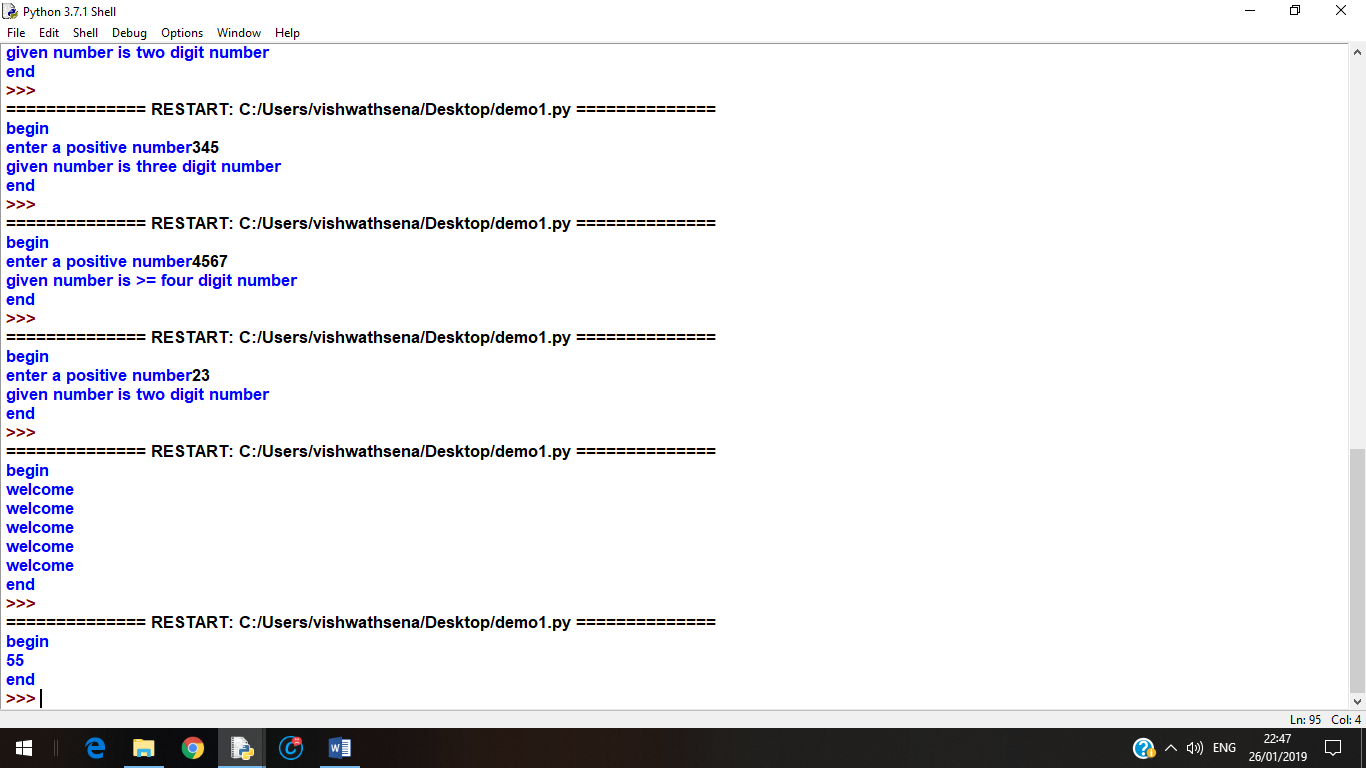 Python 3.7.1 Shell
File Edit Shell Debug Options Window Help
given number is two digit number
end
>>>
============== RESTART: C:/Users/vishwathsena/Desktop/demo1.py ==============
begin
enter a positive number345
given number is three digit number
end
>>>
============== RESTART: C:/Users/vishwathsena/Desktop/demo1.py ==============
begin
enter a positive number4567
given number is >= four digit number
end
>>>
============== RESTART: C:/Users/vishwathsena/Desktop/demo1.py ==============
begin
enter a positive number23
given number is two digit number
end
>>>
============== RESTART: C:/Users/vishwathsena/Desktop/demo1.py ==============
begin
welcome
welcome
welcome
welcome
welcome
end
>>>
============== RESTART: C:/Users/vishwathsena/Desktop/demo1.py ==============
begin
55
end
>>>
Ln: 95 Col: 4
ENG
22:47
26/01/2019